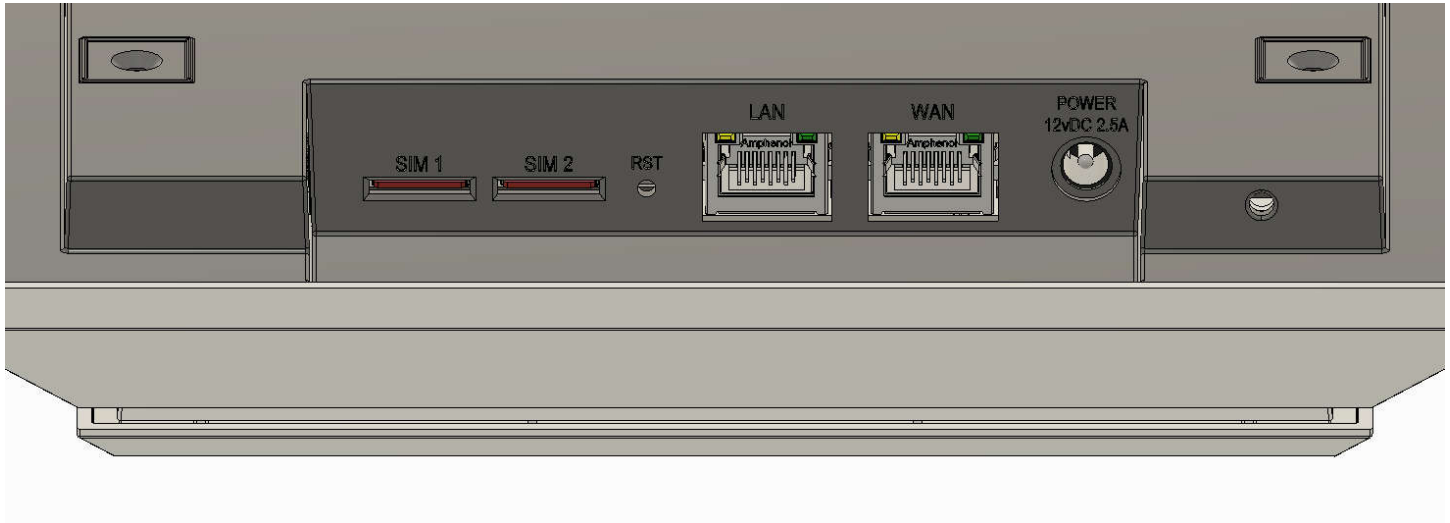 LAN
WAN
POWER
12vDC 2.5A
Amphenol
Amphenol
SIM 1
SIM 2
RST